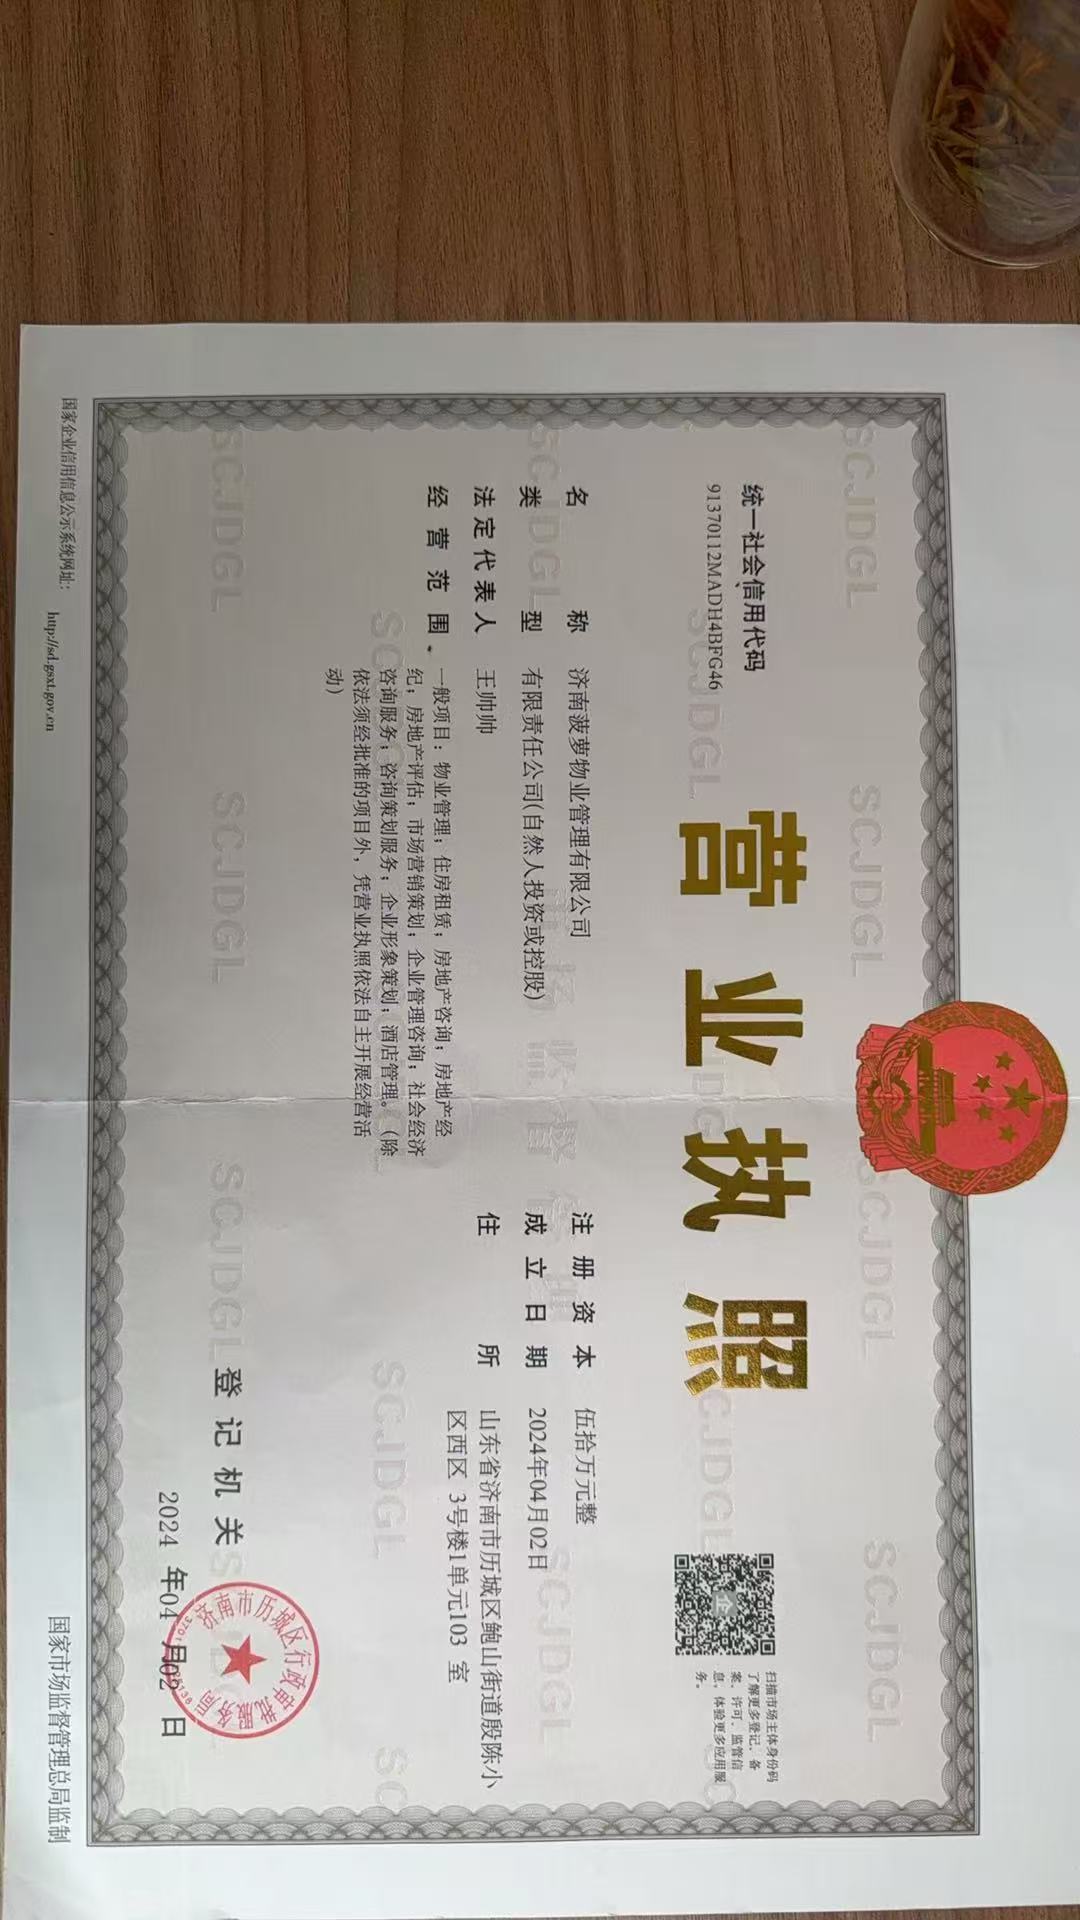 营业执照
统一社会信用代码
91370112MADH4BFG46
扫描市场主体身份码
了解更多登记、备
案、许可、监管信
息，体验更多应用服
务。
名称 济南菠萝物业管理有限公司
类型 有限责任公司(自然人投资或控股)
法定代表人 王帅帅
经营范围 一般项目：物业管理；住房租赁；房地产咨询；房地产经
纪；房地产评估；市场营销策划；企业管理咨询；社会经济
咨询服务；咨询策划服务；企业形象策划；酒店管理。（除
依法须经批准的项目外，凭营业执照依法自主开展经营活
动）
注册资本 伍拾万元整
成立日期 2024年04月02日
住所 山东省济南市历城区鲍山街道殷陈小
区西区 3号楼1单元103 室
登记机关
济南市历城区行政审批服务局
2024 年04 月02 日
国家企业信用信息公示系统网址： http://sd.gsxt.gov.cn
国家市场监督管理总局监制
SCJDGL